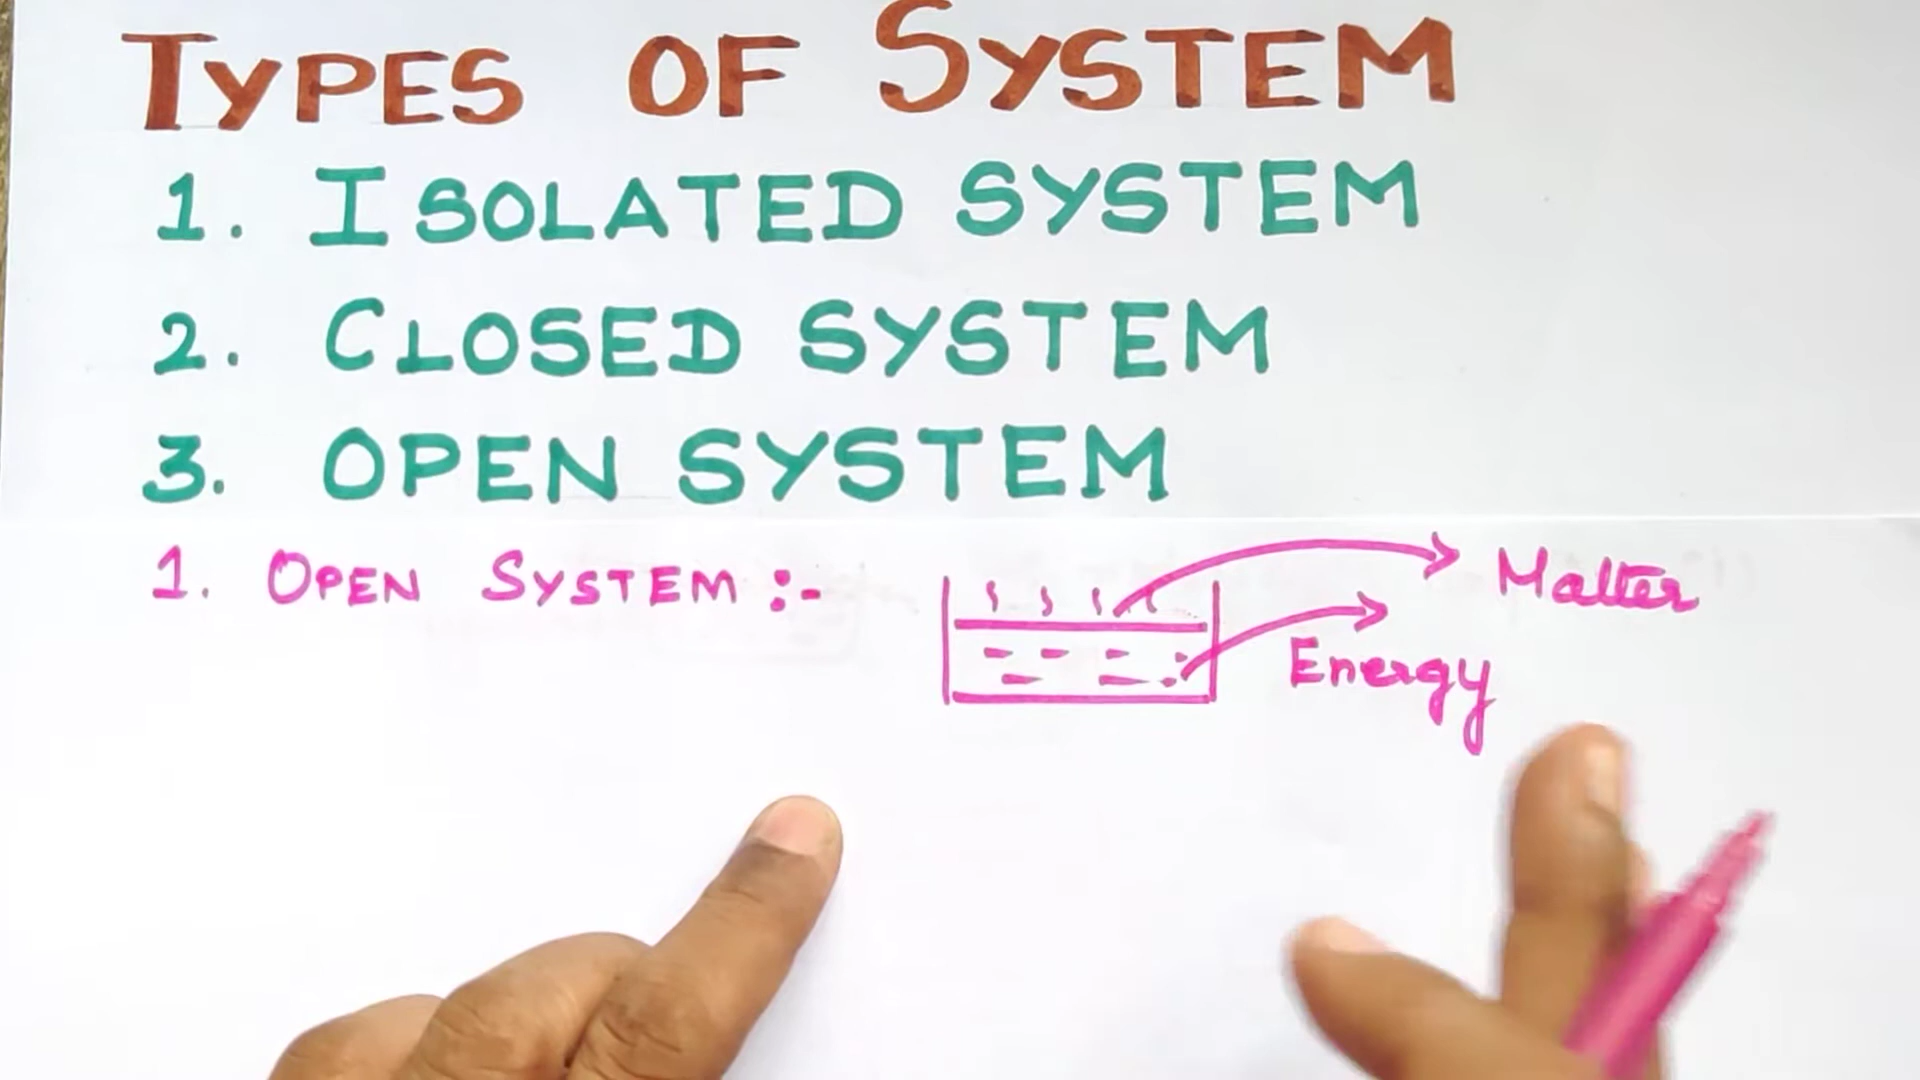 TYPES OF SYSTEM
1. ISOLATED SYSTEM
2. CLOSED SYSTEM
3. OPEN SYSTEM
1. OPEN SYSTEM :-
Matter
Energy